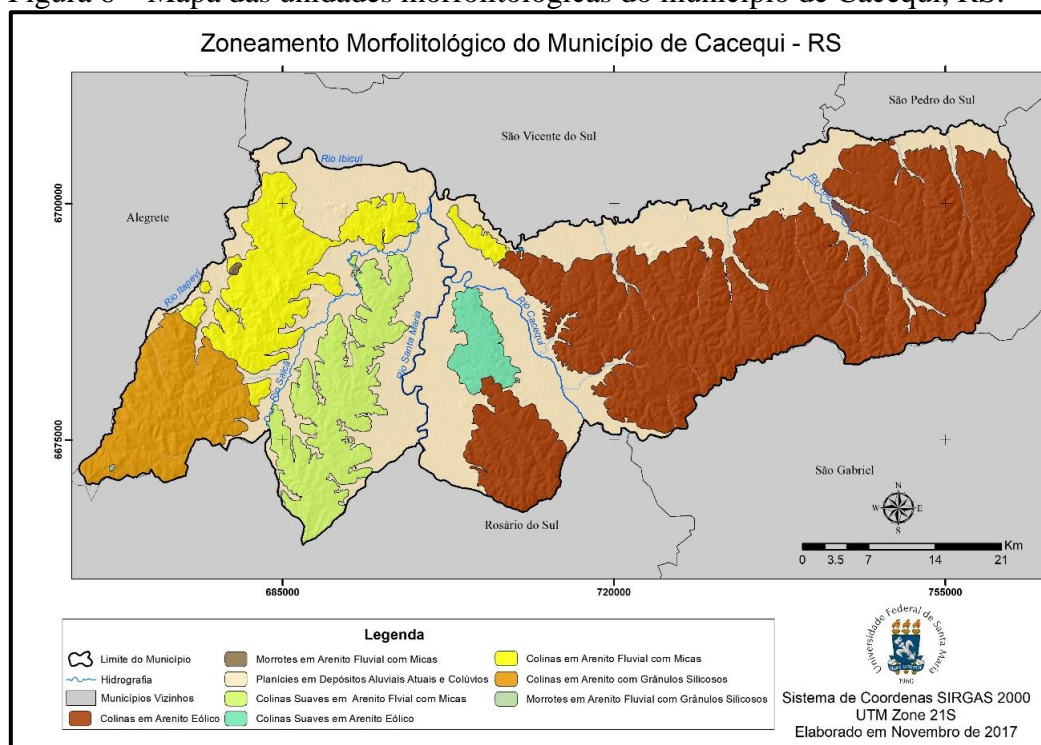 Figura 8 – Mapa das unidades morfolitológicas do município de Cacequi, RS.
Zoneamento Morfolitológico do Município de Cacequi - RS
São Pedro do Sul
São Vicente do Sul
Rio Ibicuí
Alegrete
Rio Itapevi
Rio Saicã
Rio Santa Maria
Rio Cacequi
São Gabriel
Rosário do Sul
6700000
6675000
685000
720000
755000
N
W
E
S
Km
0 3.5 7 14 21
Legenda
Limite do Município
Hidrografia
Municípios Vizinhos
Colinas em Arenito Eólico
Morrotes em Arenito Fluvial com Micas
Planícies em Depósitos Aluviais Atuais e Colúvios
Colinas Suaves em Arenito Flvial com Micas
Colinas Suaves em Arenito Eólico
Colinas em Arenito Fluvial com Micas
Colinas em Arenito com Grânulos Silicosos
Morrotes em Arenito Fluvial com Grânulos Silicosos
Universidade Federal de Santa Maria
1960
Sistema de Coordenas SIRGAS 2000
UTM Zone 21S
Elaborado em Novembro de 2017